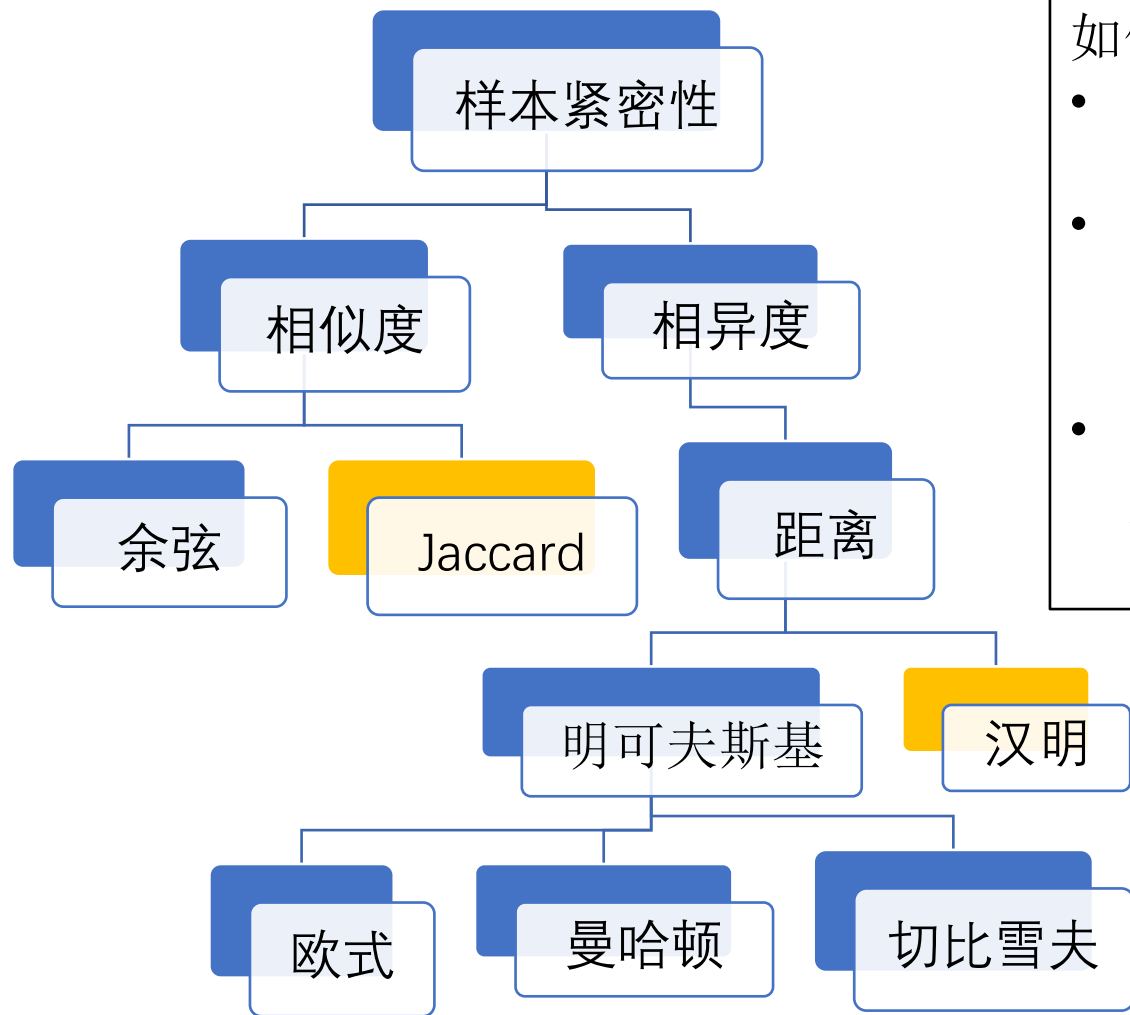 样本紧密性
如
相似度
相异度
余弦
Jaccard
距离
明可夫斯基
汉明
欧式
曼哈顿
切比雪夫